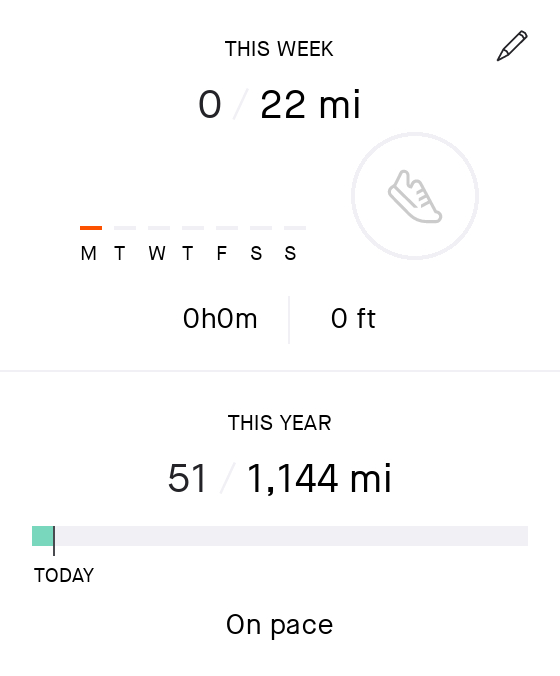 THIS WEEK
0 / 22 mi
M T W T F S S
0h0m 0 ft
THIS YEAR
51 / 1,144 mi
TODAY
On pace